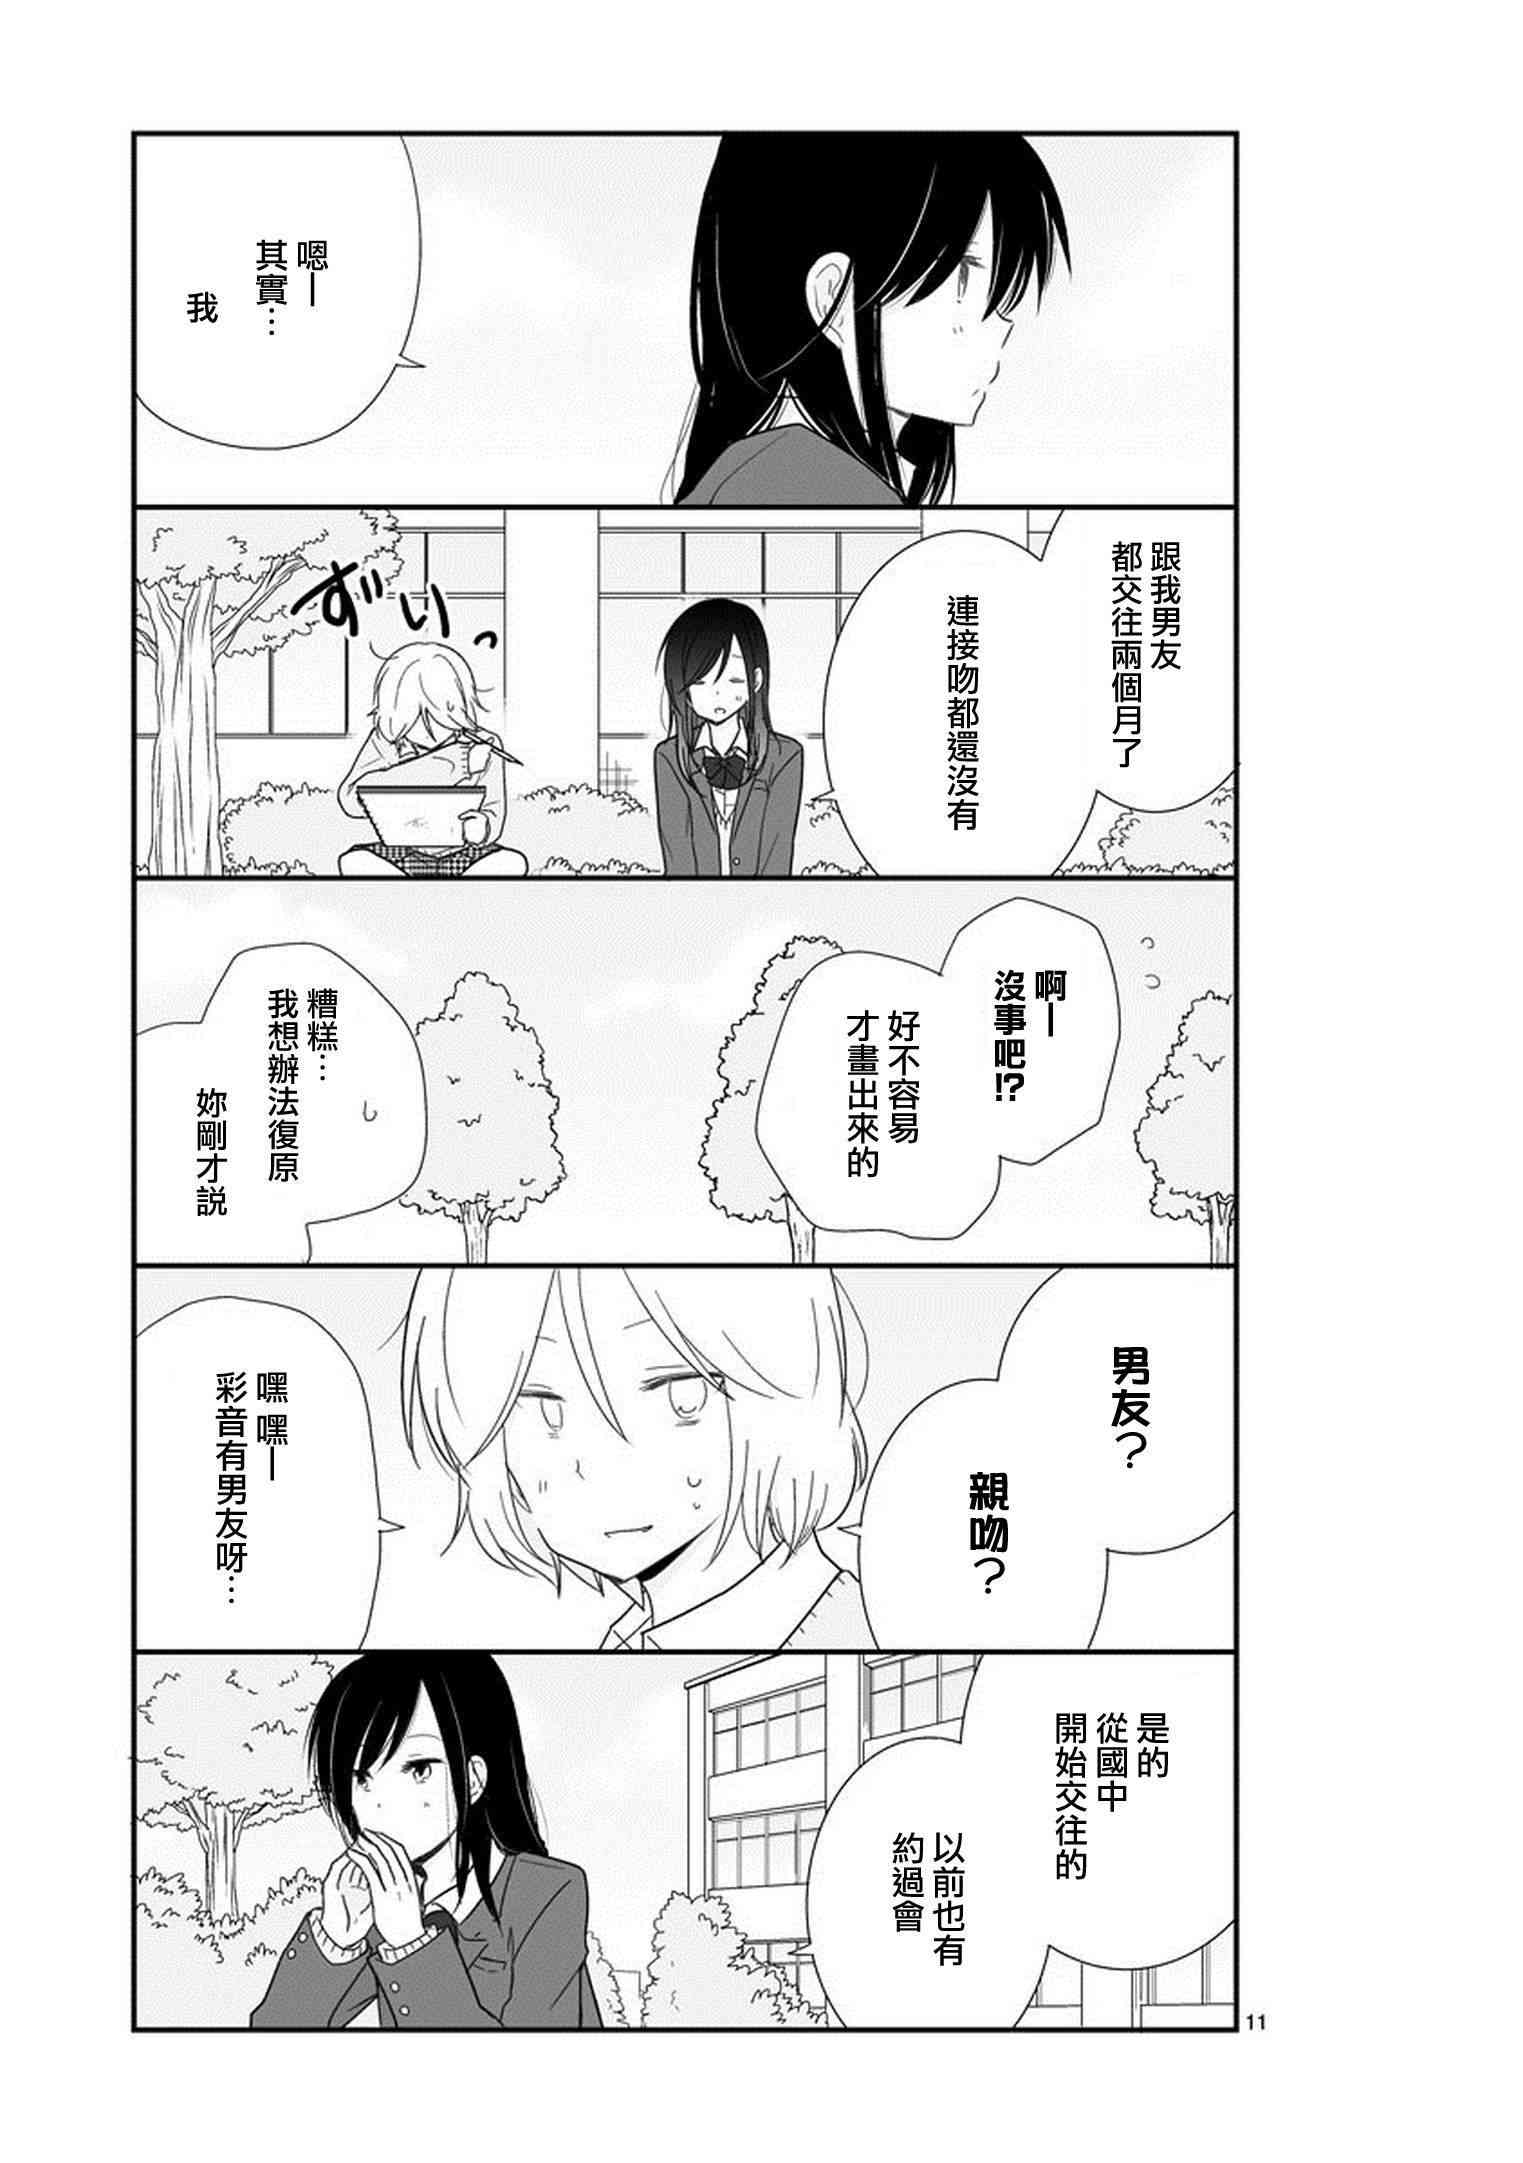 嗯—
其實…
我
跟我男友
都交往兩個月了
連接吻都還沒有
ずいっ
啊—
沒事吧!?
好不容易
才畫出來的
糟糕…
我想辦法復原
妳剛才說
男友？
親吻？
嘿嘿—
彩音有男友呀…
是的
從國中
開始交往的
以前也有
約過會
11